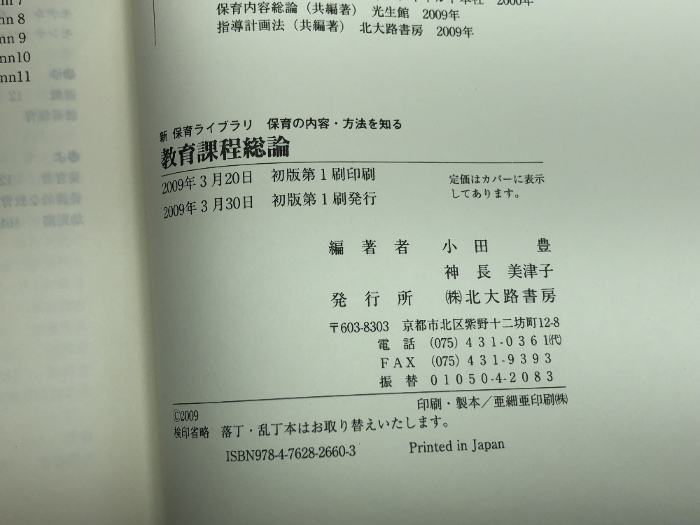 nn 8
nn 9
nn10
nn11
保育内容総論(共編著) 光生館 2009年
指導計画法(共編著) 北大路書房 2009年
新 保育ライブラリ 保育の内容・方法を知る
教育課程総論
2009年3月20日 初版第1刷印刷
2009年3月30日 初版第1刷発行
定価はカバーに表示
してあります。
編著者 小田 豊
神長 美津子
発行所 ㈱北大路書房
〒603-8303 京都市北区紫野十二坊町12-8
電話 (075) 431-0361㈹
FAX (075) 431-9393
振替 01050-4-2083
印刷・製本/亜細亜印刷㈱
©2009
検印省略 落丁・乱丁本はお取り替えいたします。
ISBN978-4-7628-2660-3 Printed in Japan